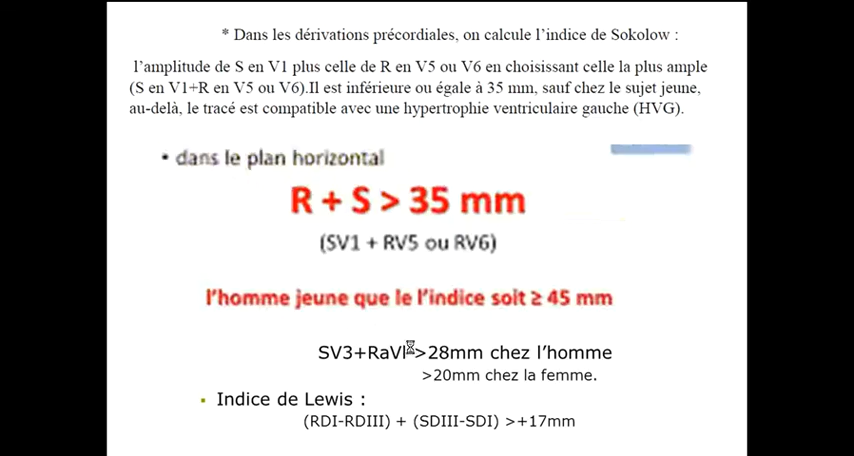 * Dans les dérivations précordiales, on calcule l'indice de Sokolow :
l'amplitude de S en V1 plus celle de R en V5 ou V6 en choisissant celle la plus ample
(S en V1+R en V5 ou V6).Il est inférieure ou égale à 35 mm, sauf chez le sujet jeune,
au-delà, le tracé est compatible avec une hypertrophie ventriculaire gauche (HVG).
• dans le plan horizontal
R + S > 35 mm
(SV1 + RV5 ou RV6)
l'homme jeune que le l'indice soit ≥ 45 mm
SV3+RaVl >28mm chez l'homme
>20mm chez la femme.
▪ Indice de Lewis :
(RDI-RDIII) + (SDIII-SDI) >+17mm